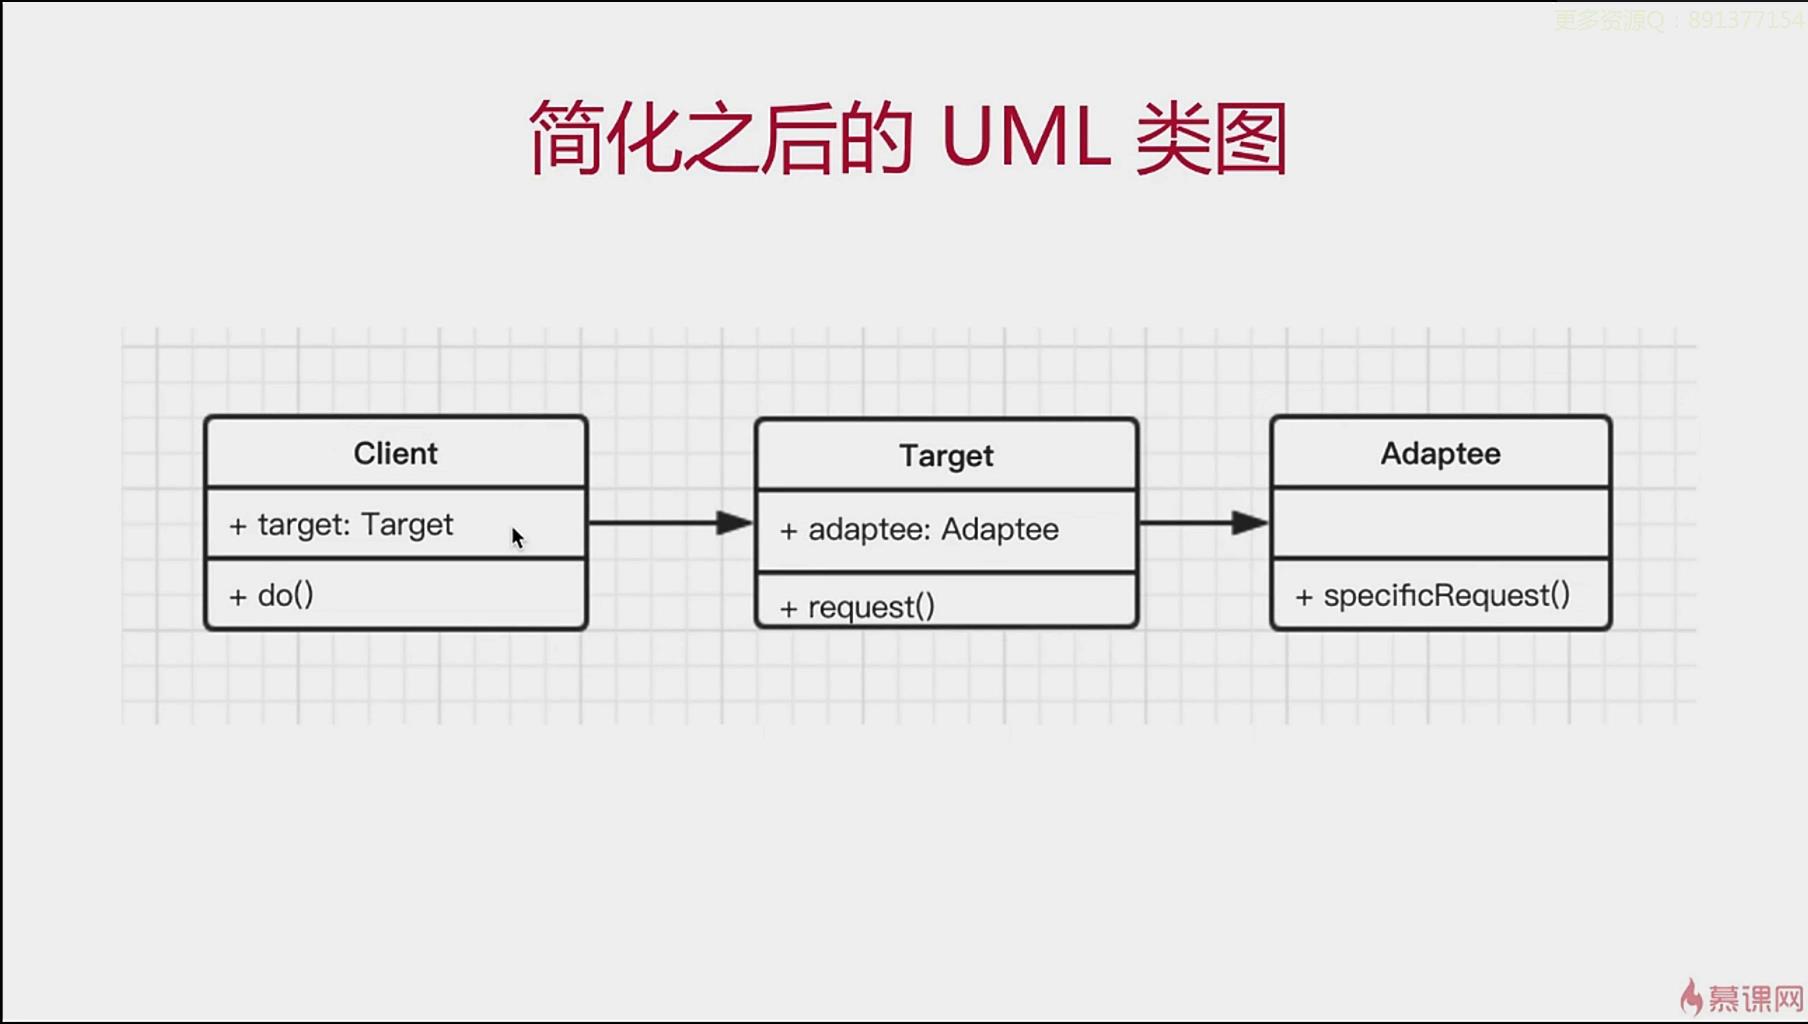 更多资源Q：891377154
简化之后的 UML 类图
Client
+ target: Target
+ do()
Target
+ adaptee: Adaptee
+ request()
Adaptee
+ specificRequest()
慕课网